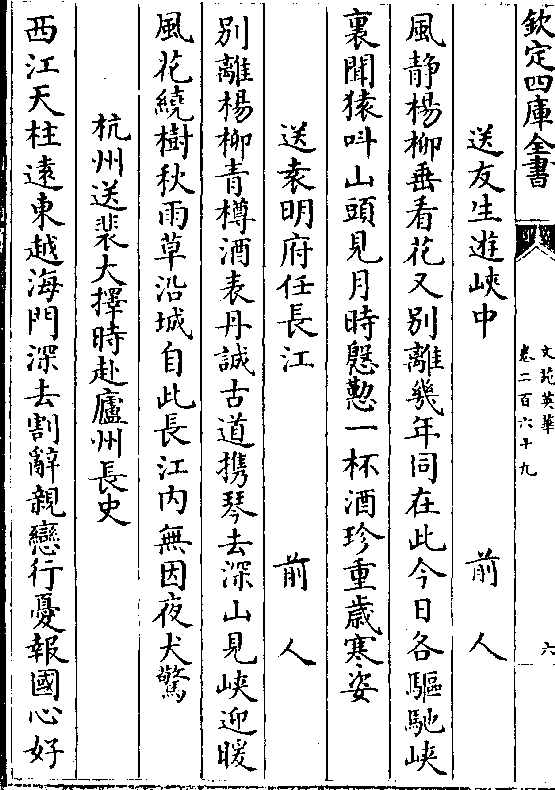 欽定四庫全書
文苑英華
卷二百六十九
六
送友生遊峽中　前人
風静楊柳垂看花又别離幾年同在此今日各驅馳峽
裏聞猿叫山頭見月時慇懃一杯酒珍重歳寒姿
送袁明府任長江　前人
别離楊柳青樽酒表丹誠古道携琴去深山見峽迎暖
風花繞樹秋雨草沿城自此長江内無因夜犬驚
杭州送裴大擇時赴廬州長史
西江天柱逺東越海門深去割辭親戀行憂報國心好